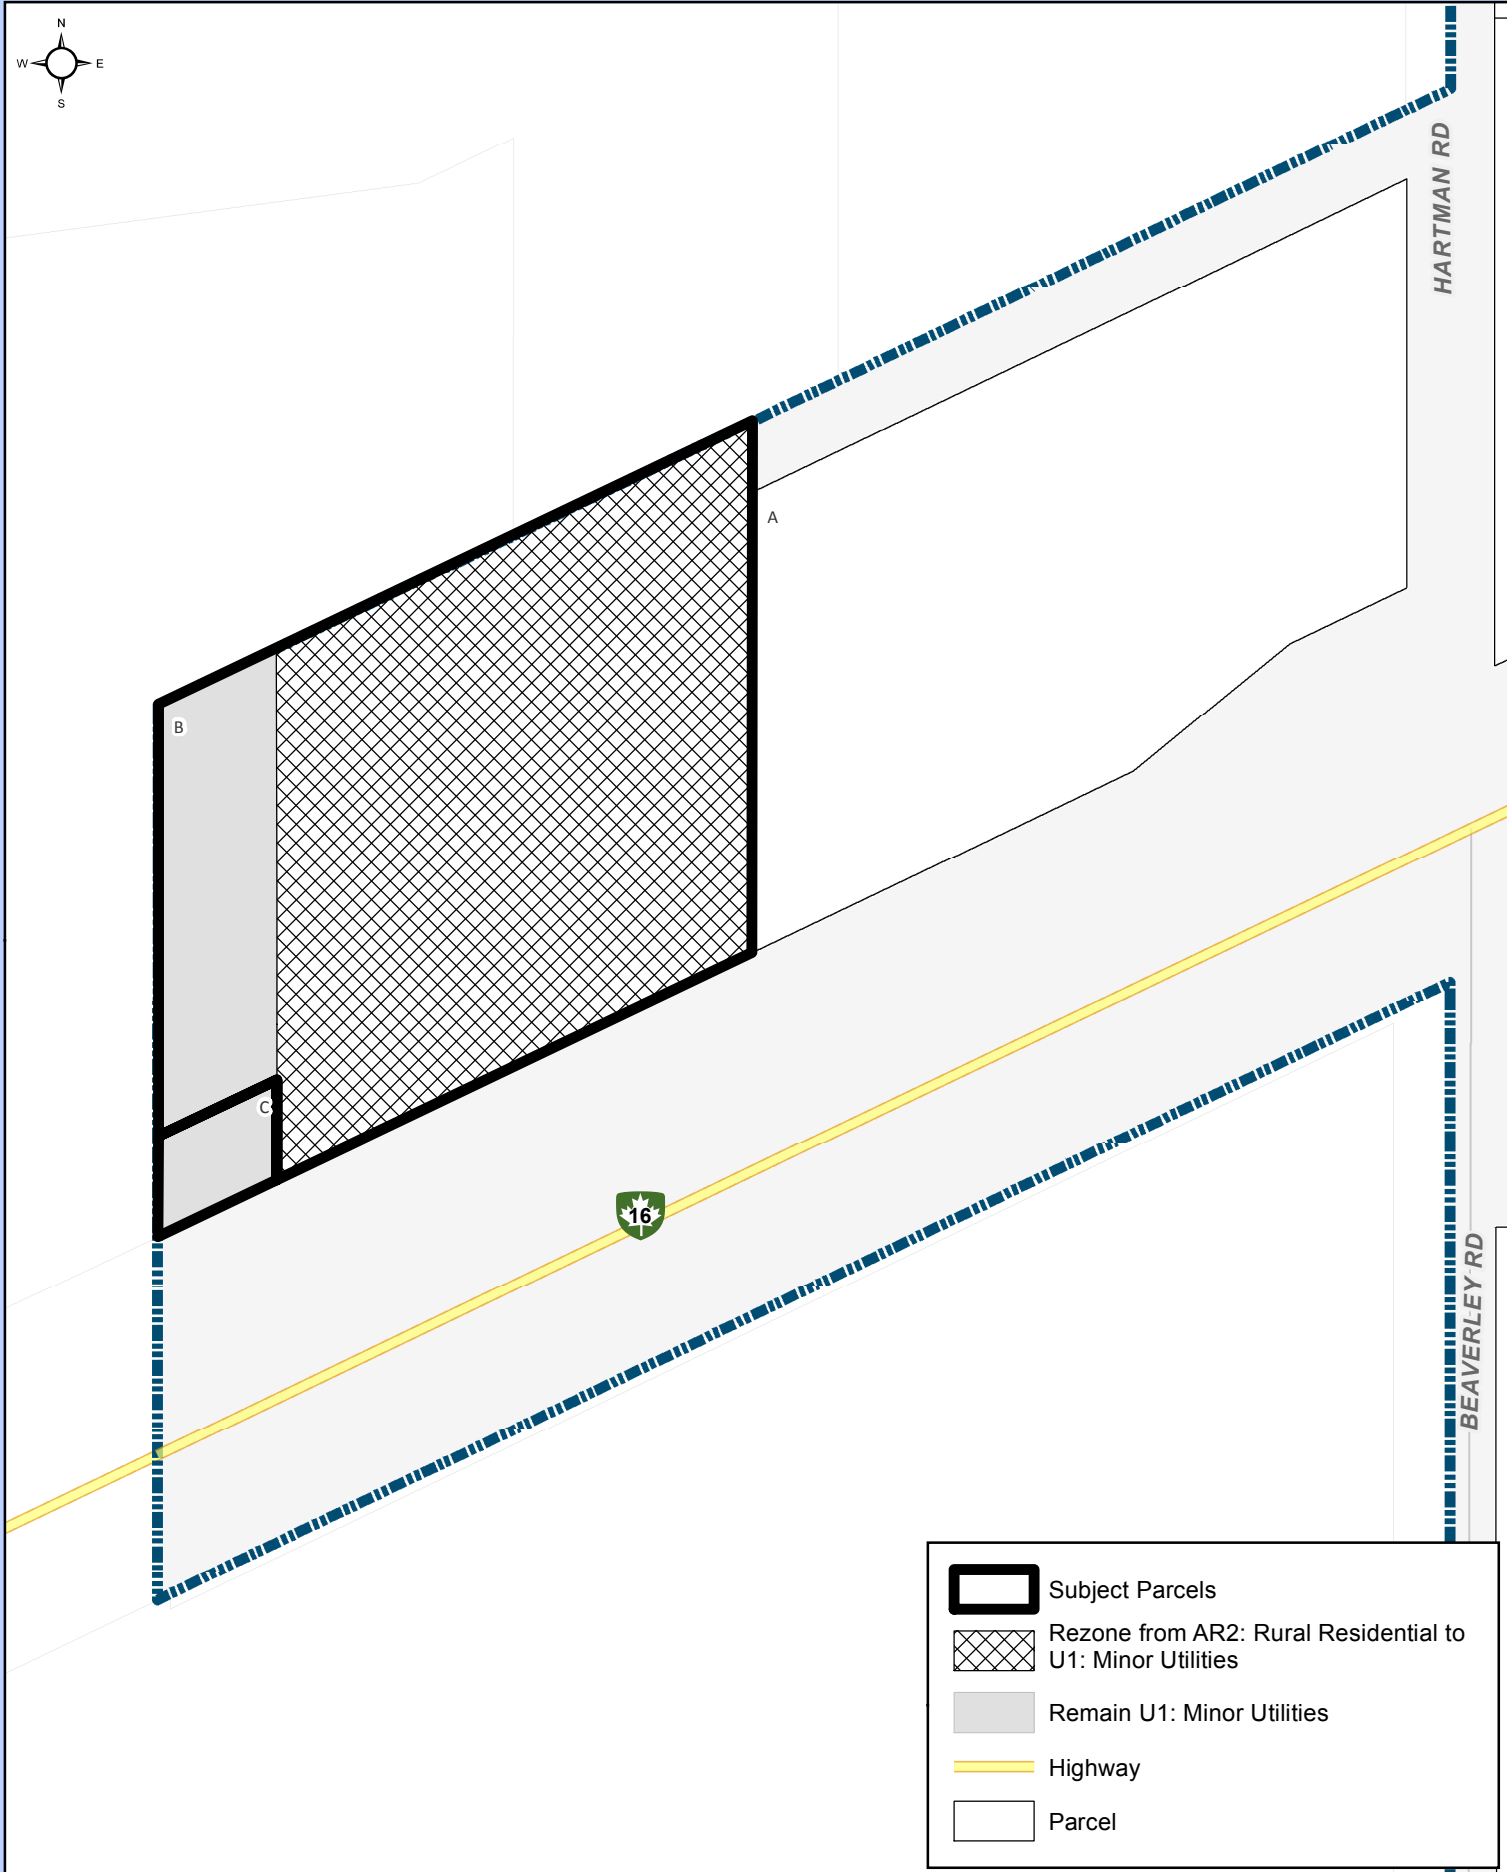 N
W E
S
HARTMAN RD
A
B
C
16
BEAVERLEY RD
Subject Parcels
Rezone from AR2: Rural Residential to
U1: Minor Utilities
Remain U1: Minor Utilities
Highway
Parcel